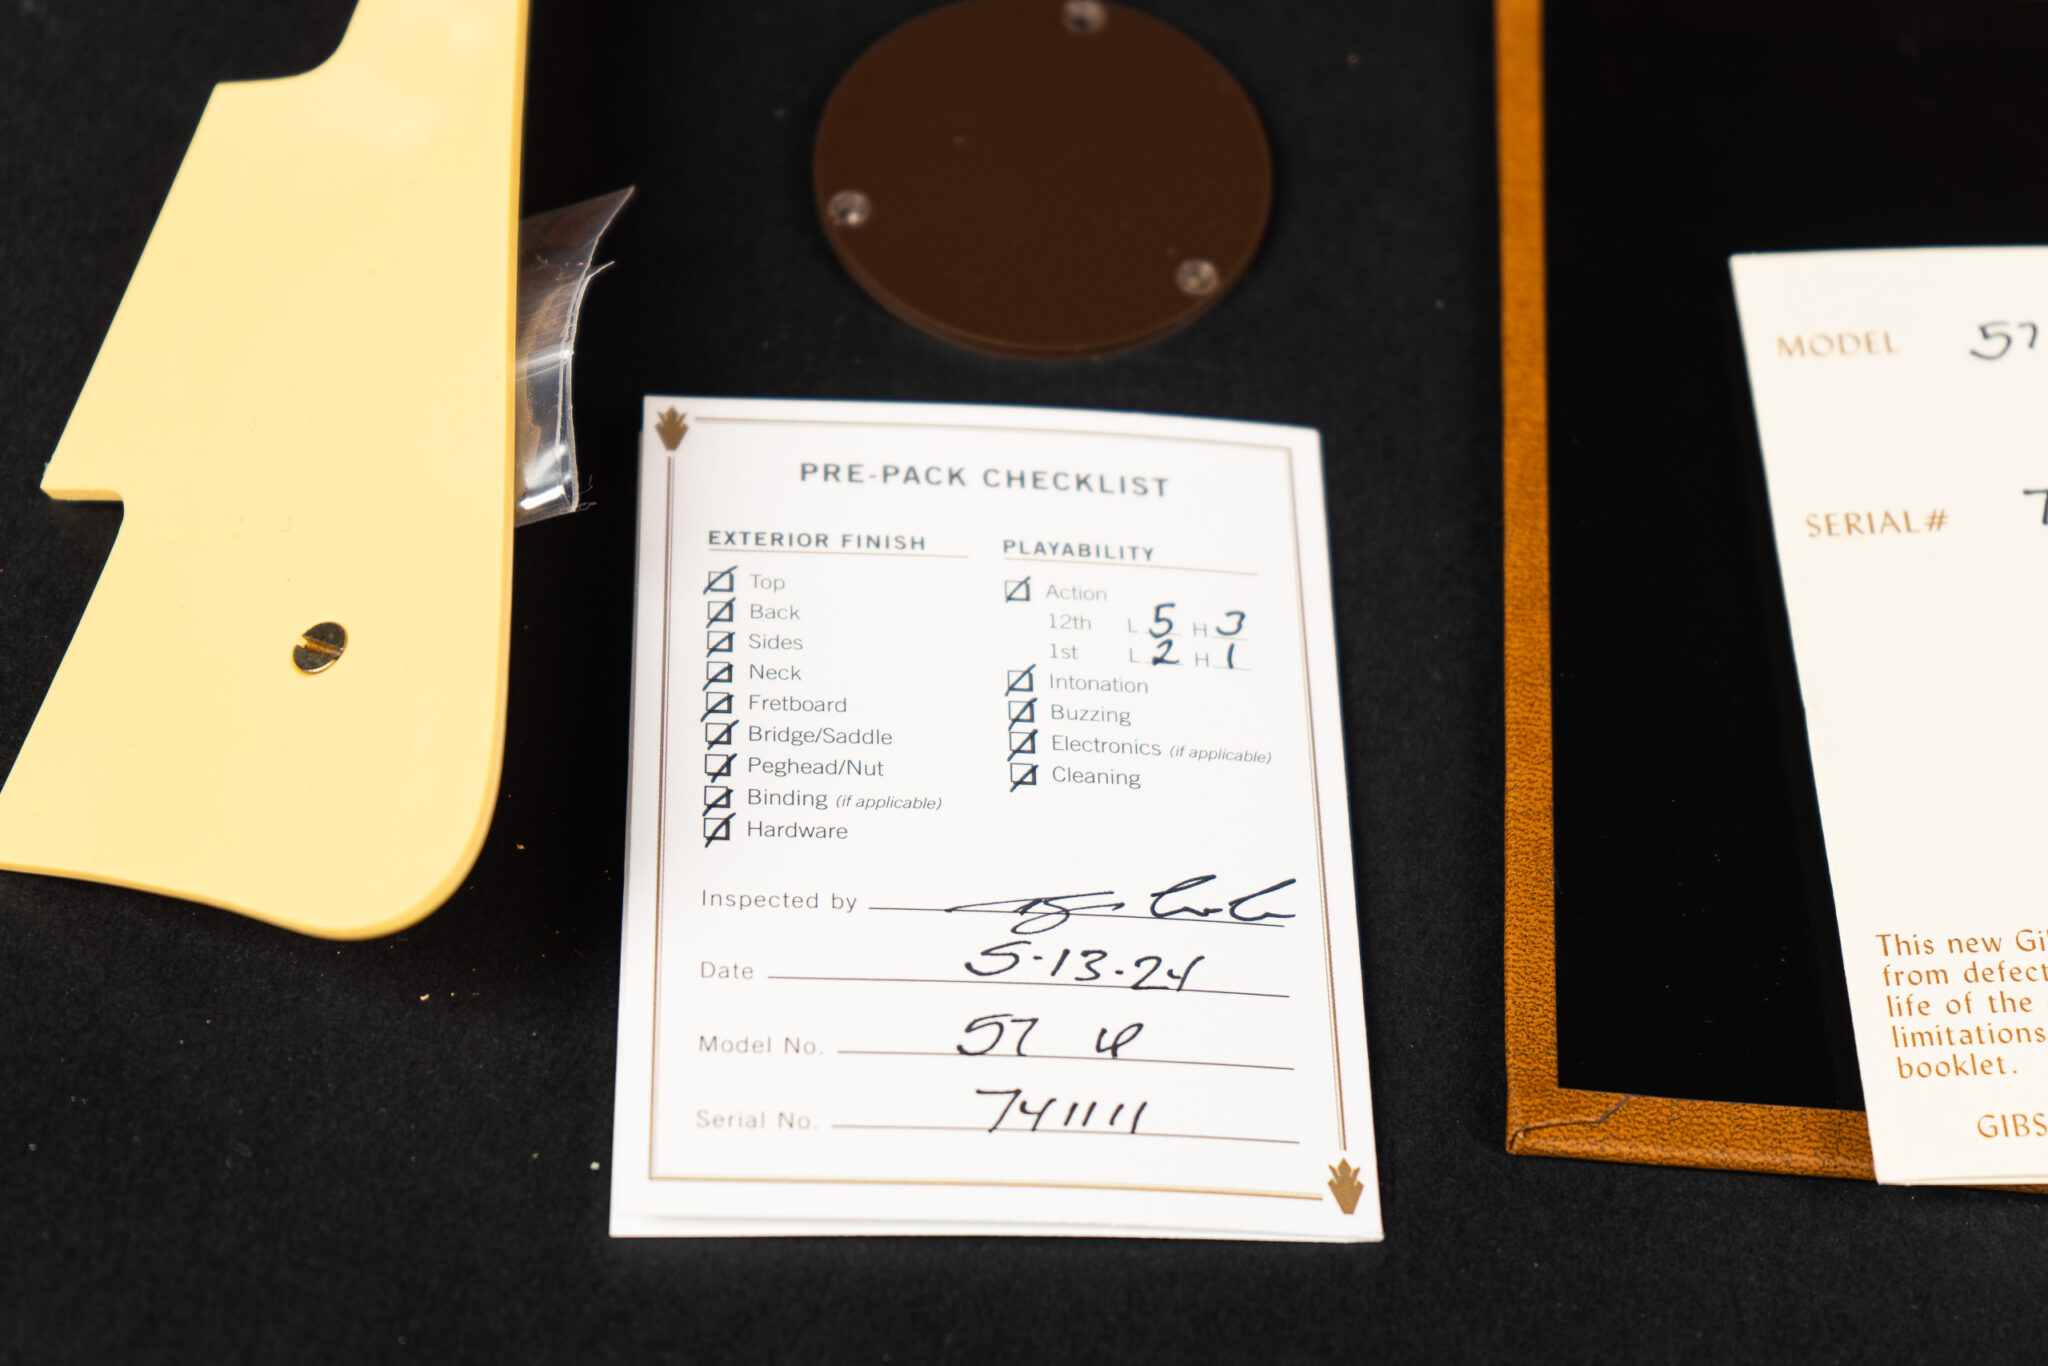 PRE-PACK CHECKLIST
EXTERIOR FINISH
Top
Back
Sides
Neck
Fretboard
Bridge/Saddle
Peghead/Nut
Binding (if applicable)
Hardware
PLAYABILITY
Action
12th L 5 H 3
1st L 2 H 1
Intonation
Buzzing
Electronics (if applicable)
Cleaning
Inspected by
Date 5-13-24
Model No. 57
Serial No. 741111
MODEL 57
SERIAL# 7
This new Gi
from defect
life of the
limitations
booklet.
GIBS